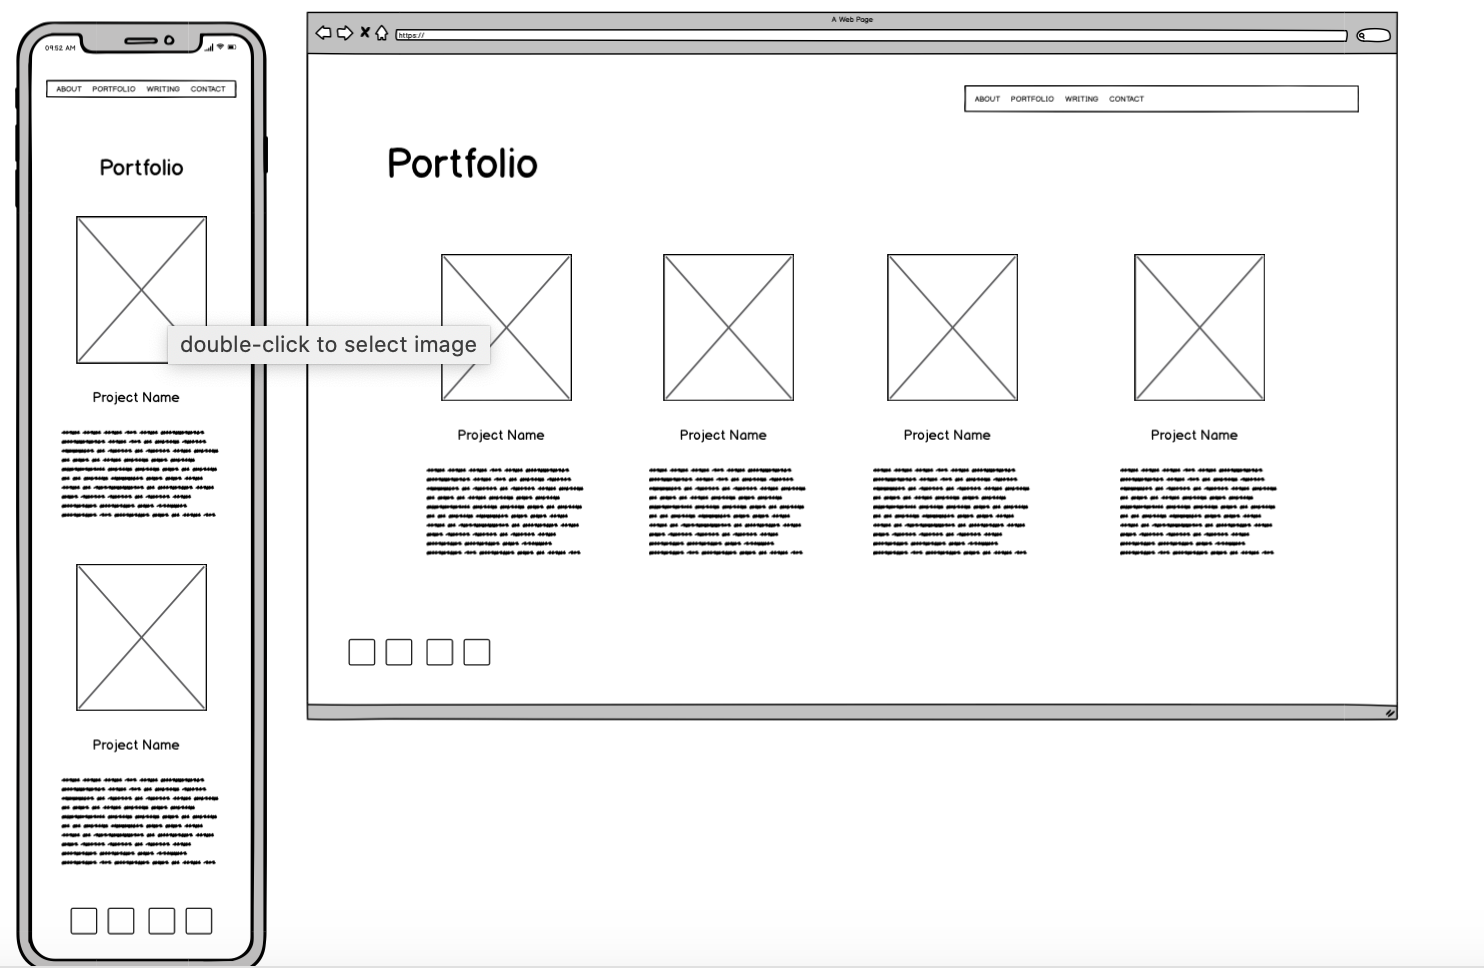 09:52 AM
ABOUT PORTFOLIO WRITING CONTACT
Portfolio
Project Name
Project Name
A Web Page
https://
ABOUT PORTFOLIO WRITING CONTACT
Portfolio
double-click to select image
Project Name Project Name Project Name Project Name